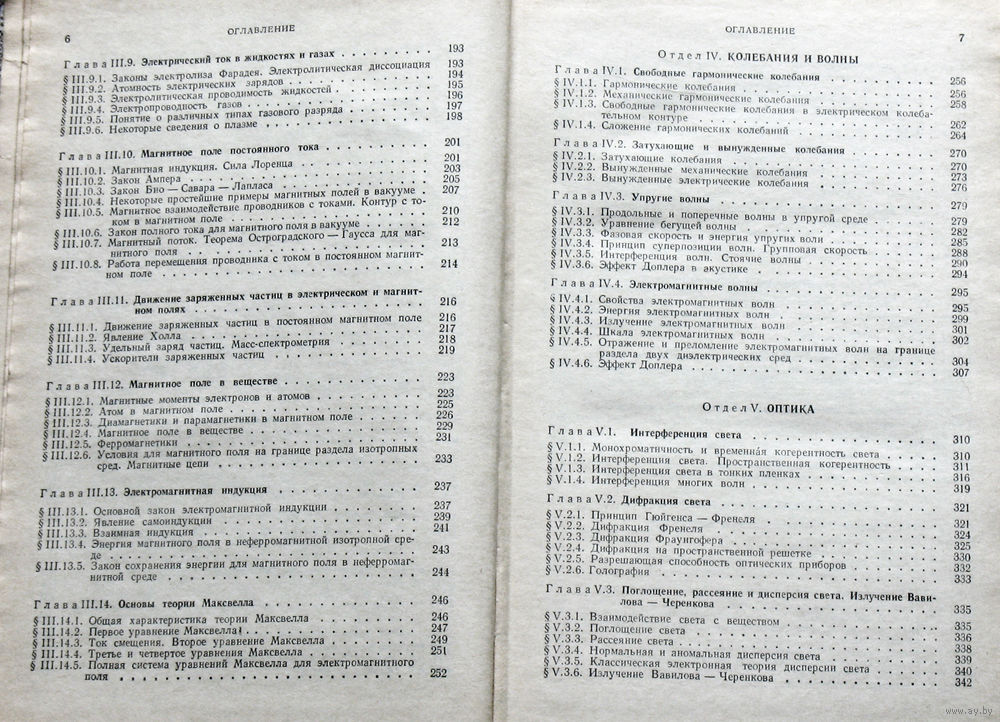 6
ОГЛАВЛЕНИЕ
Глава III.9. Электрический ток в жидкостях и газах . . . . . . . . . 193
§ III.9.1. Законы электролиза Фарадея. Электролитическая диссоциация 193
§ III.9.2. Атомность электрических зарядов . . . . . . . . . 194
§ III.9.3. Электролитическая проводимость жидкостей . . . . . . 195
§ III.9.4. Электропроводность газов . . . . . . . . . 196
§ III.9.5. Понятие о различных типах газового разряда . . . . . . 197
§ III.9.6. Некоторые сведения о плазме . . . . . . . . . 198
Глава III.10. Магнитное поле постоянного тока . . . . . . . . . 201
§ III.10.1. Магнитная индукция. Сила Лоренца . . . . . . . . . 201
§ III.10.2. Закон Ампера . . . . . . . . . 203
§ III.10.3. Закон Био — Савара — Лапласа . . . . . . . . . 205
§ III.10.4. Некоторые простейшие примеры магнитных полей в вакууме . 207
§ III.10.5. Магнитное взаимодействие проводников с токами. Контур с то-
ком в магнитном поле . . . . . . . . . 210
§ III.10.6. Закон полного тока для магнитного поля в вакууме . . . . 212
§ III.10.7. Магнитный поток. Теорема Остроградского — Гаусса для маг-
нитного поля . . . . . . . . . 213
§ III.10.8. Работа перемещения проводника с током в постоянном магнит-
ном поле . . . . . . . . . 214
Глава III.11. Движение заряженных частиц в электрическом и магнит-
ном полях . . . . . . . . . 216
§ III.11.1. Движение заряженных частиц в постоянном магнитном поле 216
§ III.11.2. Явление Холла . . . . . . . . . 217
§ III.11.3. Удельный заряд частиц. Масс-спектрометрия . . . . . . 218
§ III.11.4. Ускорители заряженных частиц . . . . . . . . . 219
Глава III.12. Магнитное поле в веществе . . . . . . . . . 223
§ III.12.1. Магнитные моменты электронов и атомов . . . . . . 223
§ III.12.2. Атом в магнитном поле . . . . . . . . . 225
§ III.12.3. Диамагнетики и парамагнетики в магнитном поле . . . . 226
§ III.12.4. Магнитное поле в веществе . . . . . . . . . 229
§ III.12.5. Ферромагнетики . . . . . . . . . 231
§ III.12.6. Условия для магнитного поля на границе раздела изотропных
сред. Магнитные цепи . . . . . . . . . 233
Глава III.13. Электромагнитная индукция . . . . . . . . . 237
§ III.13.1. Основной закон электромагнитной индукции . . . . . . 237
§ III.13.2. Явление самоиндукции . . . . . . . . . 239
§ III.13.3. Взаимная индукция . . . . . . . . . 241
§ III.13.4. Энергия магнитного поля в неферромагнитной изотропной сре-
де . . . . . . . . . 243
§ III.13.5. Закон сохранения энергии для магнитного поля в неферромаг-
нитной среде . . . . . . . . . 244
Глава III.14. Основы теории Максвелла . . . . . . . . . 246
§ III.14.1. Общая характеристика теории Максвелла . . . . . . 246
§ III.14.2. Первое уравнение Максвелла . . . . . . . . . 247
§ III.14.3. Ток смещения. Второе уравнение Максвелла . . . . . . 249
§ III.14.4. Третье и четвертое уравнения Максвелла . . . . . . 251
§ III.14.5. Полная система уравнений Максвелла для электромагнитного
поля . . . . . . . . . 252
ОГЛАВЛЕНИЕ
7
Отдел IV. КОЛЕБАНИЯ И ВОЛНЫ
Глава IV.1. Свободные гармонические колебания . . . . . . 256
§ IV.1.1. Гармонические колебания . . . . . . . . . 256
§ IV.1.2. Механические гармонические колебания . . . . . . 258
§ IV.1.3. Свободные гармонические колебания в электрическом колеба-
тельном контуре . . . . . . . . . 262
§ IV.1.4. Сложение гармонических колебаний . . . . . . 264
Глава IV.2. Затухающие и вынужденные колебания . . . . . . 270
§ IV.2.1. Затухающие колебания . . . . . . . . . 270
§ IV.2.2. Вынужденные механические колебания . . . . . . 273
§ IV.2.3. Вынужденные электрические колебания . . . . . . 276
Глава IV.3. Упругие волны . . . . . . . . . 279
§ IV.3.1. Продольные и поперечные волны в упругой среде . . . . 279
§ IV.3.2. Уравнение бегущей волны . . . . . . . . . 282
§ IV.3.3. Фазовая скорость и энергия упругих волн . . . . . . 285
§ IV.3.4. Принцип суперпозиции волн. Групповая скорость . . . . 288
§ IV.3.5. Интерференция волн. Стоячие волны . . . . . . 290
§ IV.3.6. Эффект Доплера в акустике . . . . . . . . . 294
Глава IV.4. Электромагнитные волны . . . . . . . . . 295
§ IV.4.1. Свойства электромагнитных волн . . . . . . 295
§ IV.4.2. Энергия электромагнитных волн . . . . . . 295
§ IV.4.3. Излучение электромагнитных волн . . . . . . 299
§ IV.4.4. Шкала электромагнитных волн . . . . . . 301
§ IV.4.5. Отражение и преломление электромагнитных волн на границе 302
раздела двух диэлектрических сред . . . . . . 304
§ IV.4.6. Эффект Доплера . . . . . . . . . 307
Отдел V. ОПТИКА
Глава V.1. Интерференция света . . . . . . . . . 310
§ V.1.1. Монохроматичность и временная когерентность света . . . 310
§ V.1.2. Интерференция света. Пространственная когерентность . . . 311
§ V.1.3. Интерференция света в тонких пленках . . . . . . 316
§ V.1.4. Интерференция многих волн . . . . . . . . . 319
Глава V.2. Дифракция света . . . . . . . . . 321
§ V.2.1. Принцип Гюйгенса — Френеля . . . . . . . . . 321
§ V.2.2. Дифракция Френеля . . . . . . . . . 324
§ V.2.3. Дифракция Фраунгофера . . . . . . . . . 325
§ V.2.4. Дифракция на пространственной решетке . . . . . . 330
§ V.2.5. Разрешающая способность оптических приборов . . . . 332
§ V.2.6. Голография . . . . . . . . . 333
Глава V.3. Поглощение, рассеяние и дисперсия света. Излучение Вави-
лова — Черенкова . . . . . . . . . 335
§ V.3.1. Взаимодействие света с веществом . . . . . . 335
§ V.3.2. Поглощение света . . . . . . . . . 336
§ V.3.3. Рассеяние света . . . . . . . . . 338
§ V.3.4. Нормальная и аномальная дисперсия света . . . . . . 339
§ V.3.5. Классическая электронная теория дисперсии света . . . . 340
§ V.3.6. Излучение Вавилова — Черенкова . . . . . . 342
www.ay.by